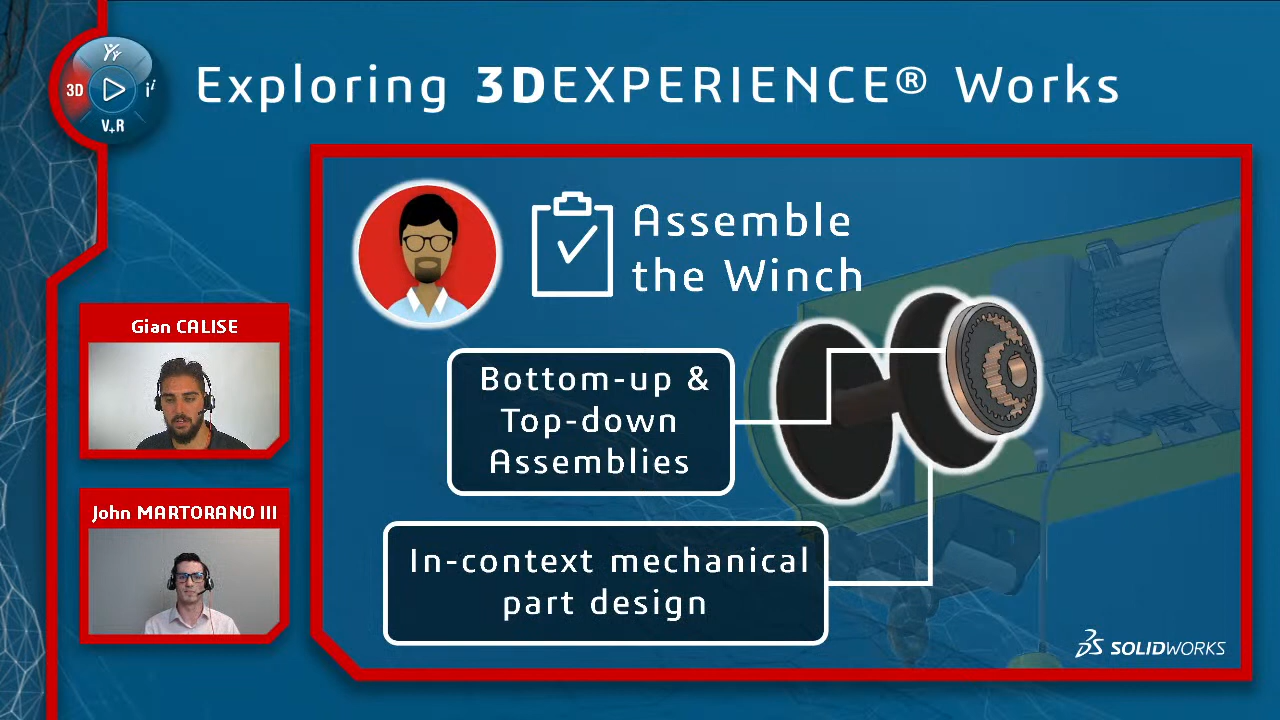 3D
V+R
i
Exploring 3DEXPERIENCE® Works
Assemble
the Winch
Gian CALISE
Bottom-up &
Top-down
Assemblies
John MARTORANO III
In-context mechanical
part design
3DS SOLIDWORKS